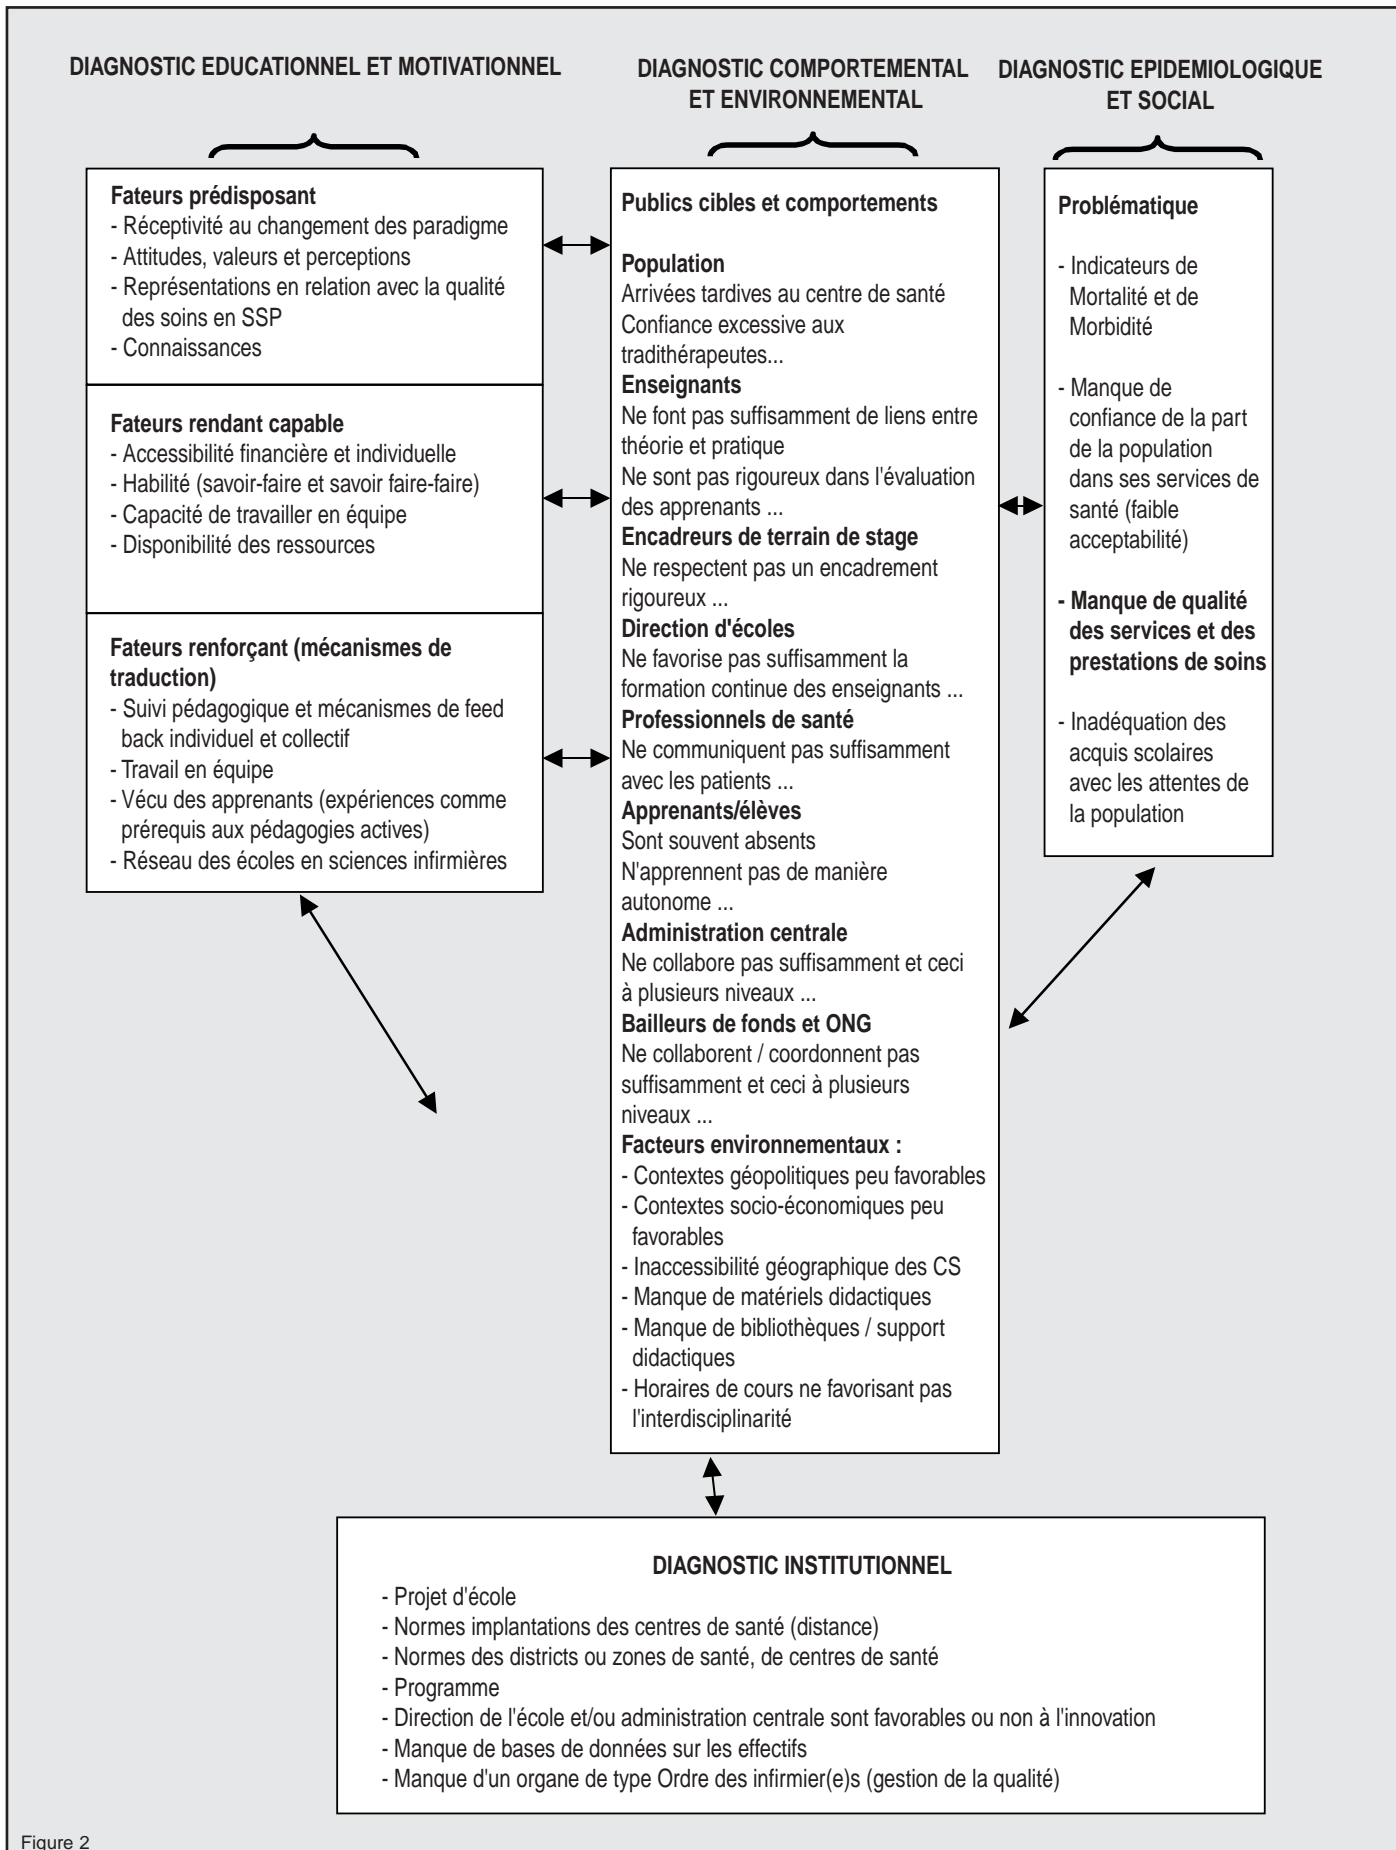 DIAGNOSTIC EDUCATIONNEL ET MOTIVATIONNEL
Fateurs prédisposant
- Réceptivité au changement des paradigme
- Attitudes, valeurs et perceptions
- Représentations en relation avec la qualité
des soins en SSP
- Connaissances
Fateurs rendant capable
- Accessibilité financière et individuelle
- Habilité (savoir-faire et savoir faire-faire)
- Capacité de travailler en équipe
- Disponibilité des ressources
Fateurs renforçant (mécanismes de
traduction)
- Suivi pédagogique et mécanismes de feed
back individuel et collectif
- Travail en équipe
- Vécu des apprenants (expériences comme
prérequis aux pédagogies actives)
- Réseau des écoles en sciences infirmières
DIAGNOSTIC COMPORTEMENTAL
ET ENVIRONNEMENTAL
Publics cibles et comportements
Population
Arrivées tardives au centre de santé
Confiance excessive aux
tradithérapeutes...
Enseignants
Ne font pas suffisamment de liens entre
théorie et pratique
Ne sont pas rigoureux dans l'évaluation
des apprenants ...
Encadreurs de terrain de stage
Ne respectent pas un encadrement
rigoureux ...
Direction d'écoles
Ne favorise pas suffisamment la
formation continue des enseignants ...
Professionnels de santé
Ne communiquent pas suffisamment
avec les patients ...
Apprenants/élèves
Sont souvent absents
N'apprennent pas de manière
autonome ...
Administration centrale
Ne collabore pas suffisamment et ceci
à plusieurs niveaux ...
Bailleurs de fonds et ONG
Ne collaborent / coordonnent pas
suffisamment et ceci à plusieurs
niveaux ...
Facteurs environnementaux :
- Contextes géopolitiques peu favorables
- Contextes socio-économiques peu
favorables
- Inaccessibilité géographique des CS
- Manque de matériels didactiques
- Manque de bibliothèques / support
didactiques
- Horaires de cours ne favorisant pas
l'interdisciplinarité
DIAGNOSTIC EPIDEMIOLOGIQUE
ET SOCIAL
Problématique
- Indicateurs de
Mortalité et de
Morbidité
- Manque de
confiance de la part
de la population
dans ses services de
santé (faible
acceptabilité)
- Manque de qualité
des services et des
prestations de soins
- Inadéquation des
acquis scolaires
avec les attentes de
la population
DIAGNOSTIC INSTITUTIONNEL
- Projet d'école
- Normes implantations des centres de santé (distance)
- Normes des districts ou zones de santé, de centres de santé
- Programme
- Direction de l'école et/ou administration centrale sont favorables ou non à l'innovation
- Manque de bases de données sur les effectifs
- Manque d'un organe de type Ordre des infirmier(e)s (gestion de la qualité)
Figure 2